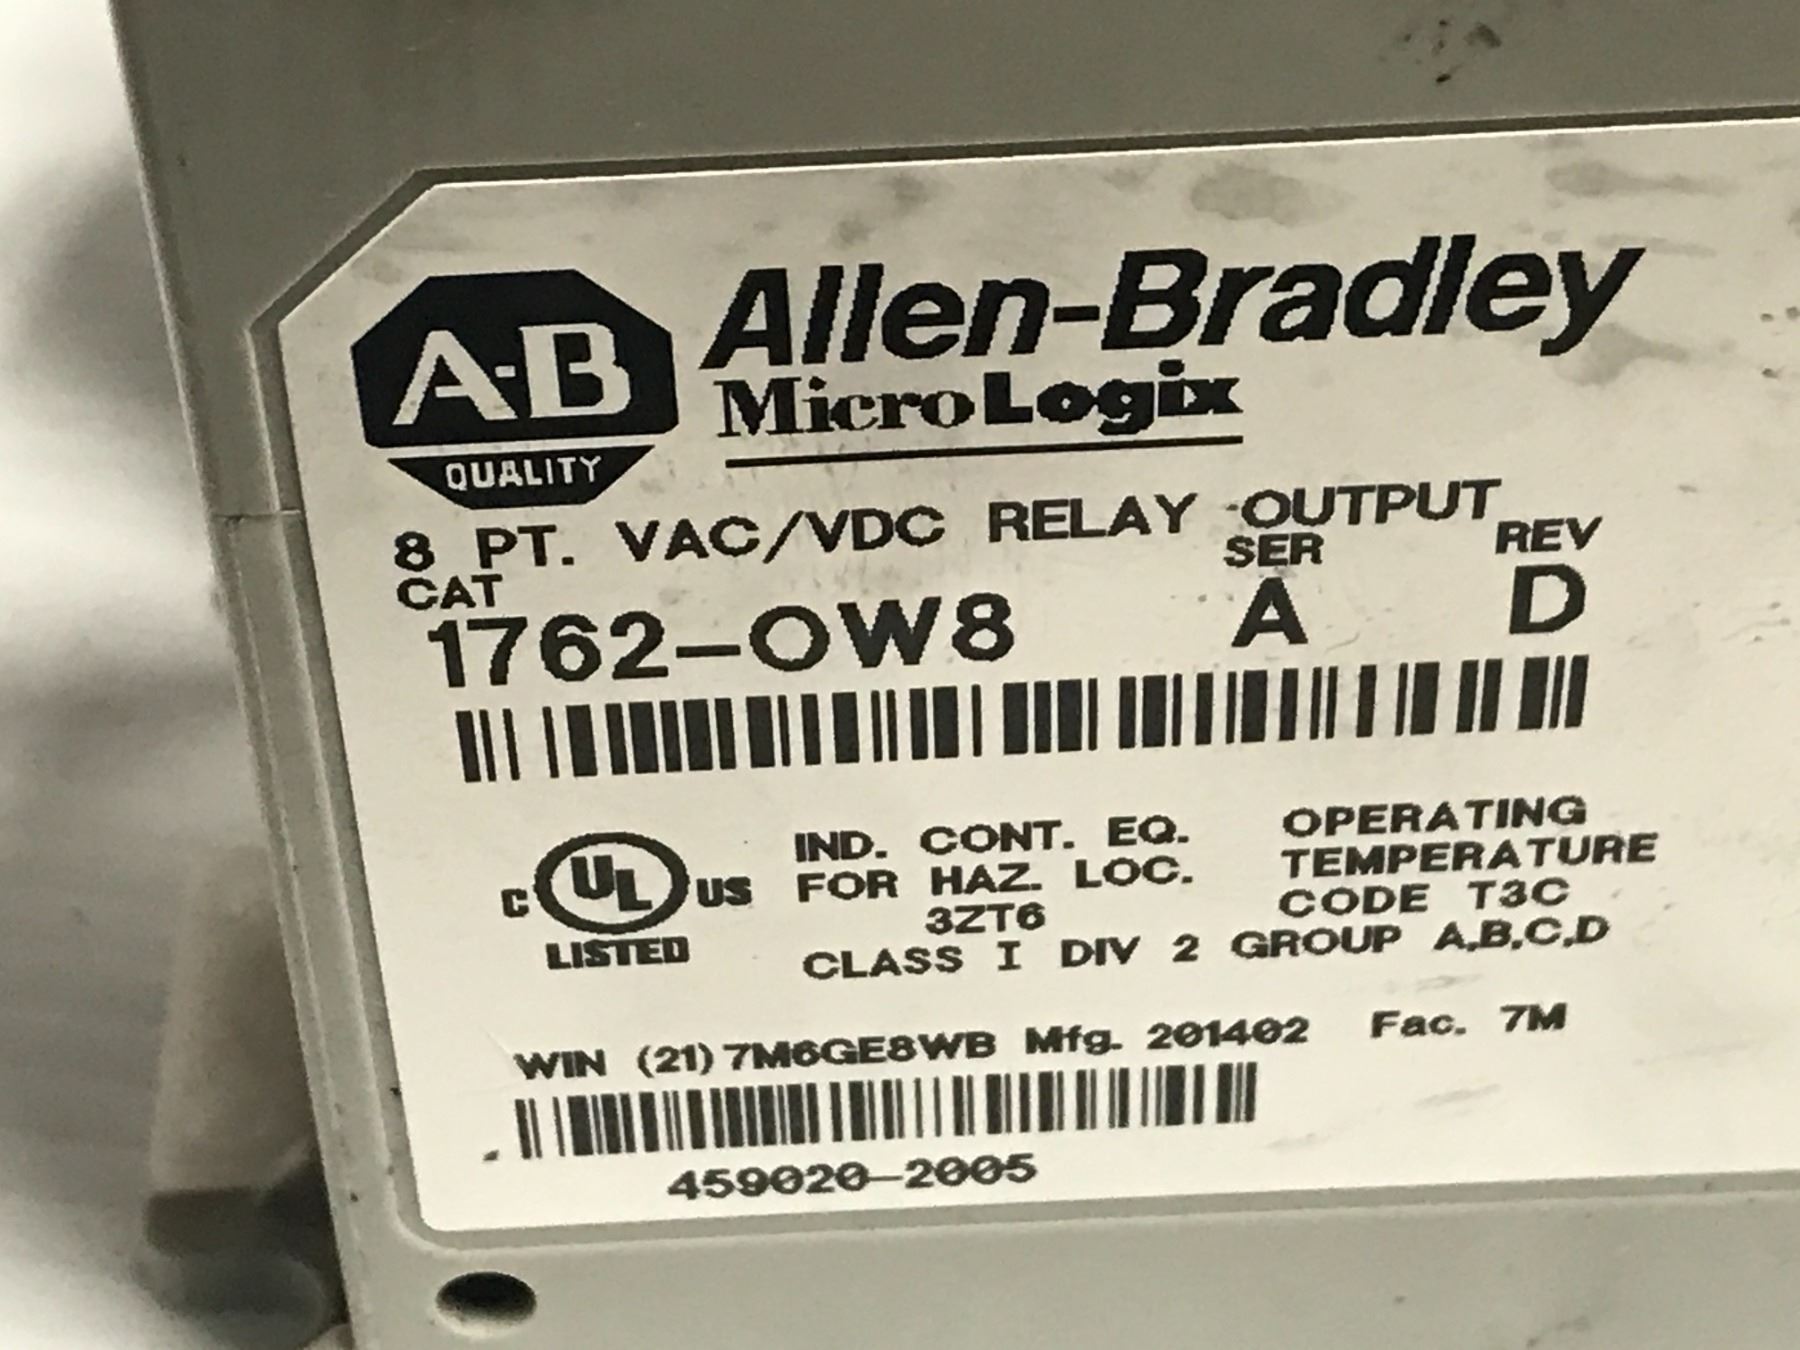 A-B
QUALITY
Allen-Bradley
MicroLogix
8 PT. VAC/VDC RELAY OUTPUT
CAT SER REV
1762-OW8 A D
C UL US
LISTED
IND. CONT. EQ.
FOR HAZ. LOC.
3ZT6
OPERATING
TEMPERATURE
CODE T3C
CLASS I DIV 2 GROUP A,B,C,D
WIN (21) 7M6GE8WB Mfg. 201402 Fac. 7M
459020-2005